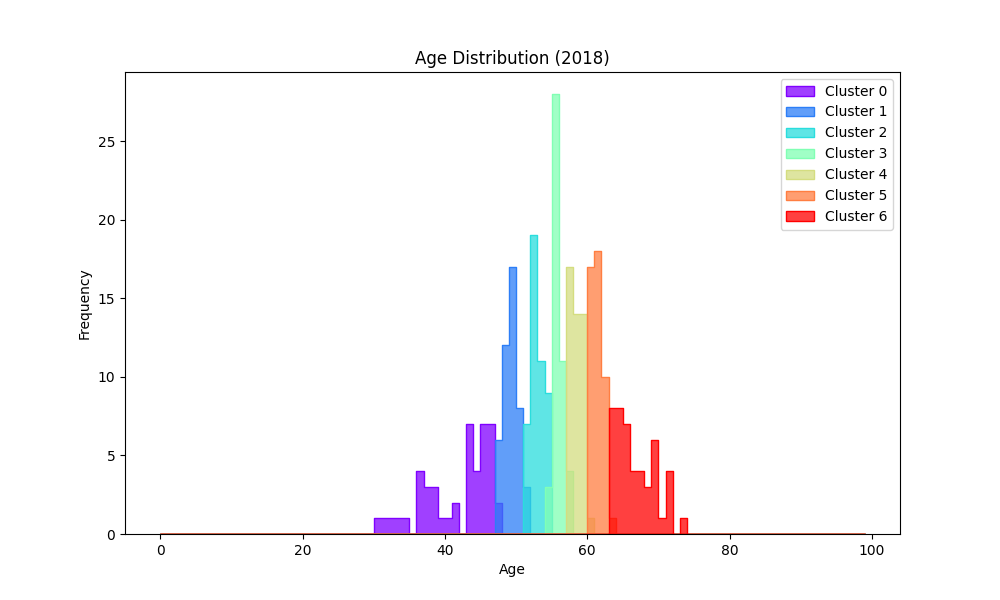 Age Distribution (2018)
Cluster 0
Cluster 1
Cluster 2
Cluster 3
Cluster 4
Cluster 5
Cluster 6
25
20
15
10
5
0
Frequency
0 20 40 60 80 100
Age